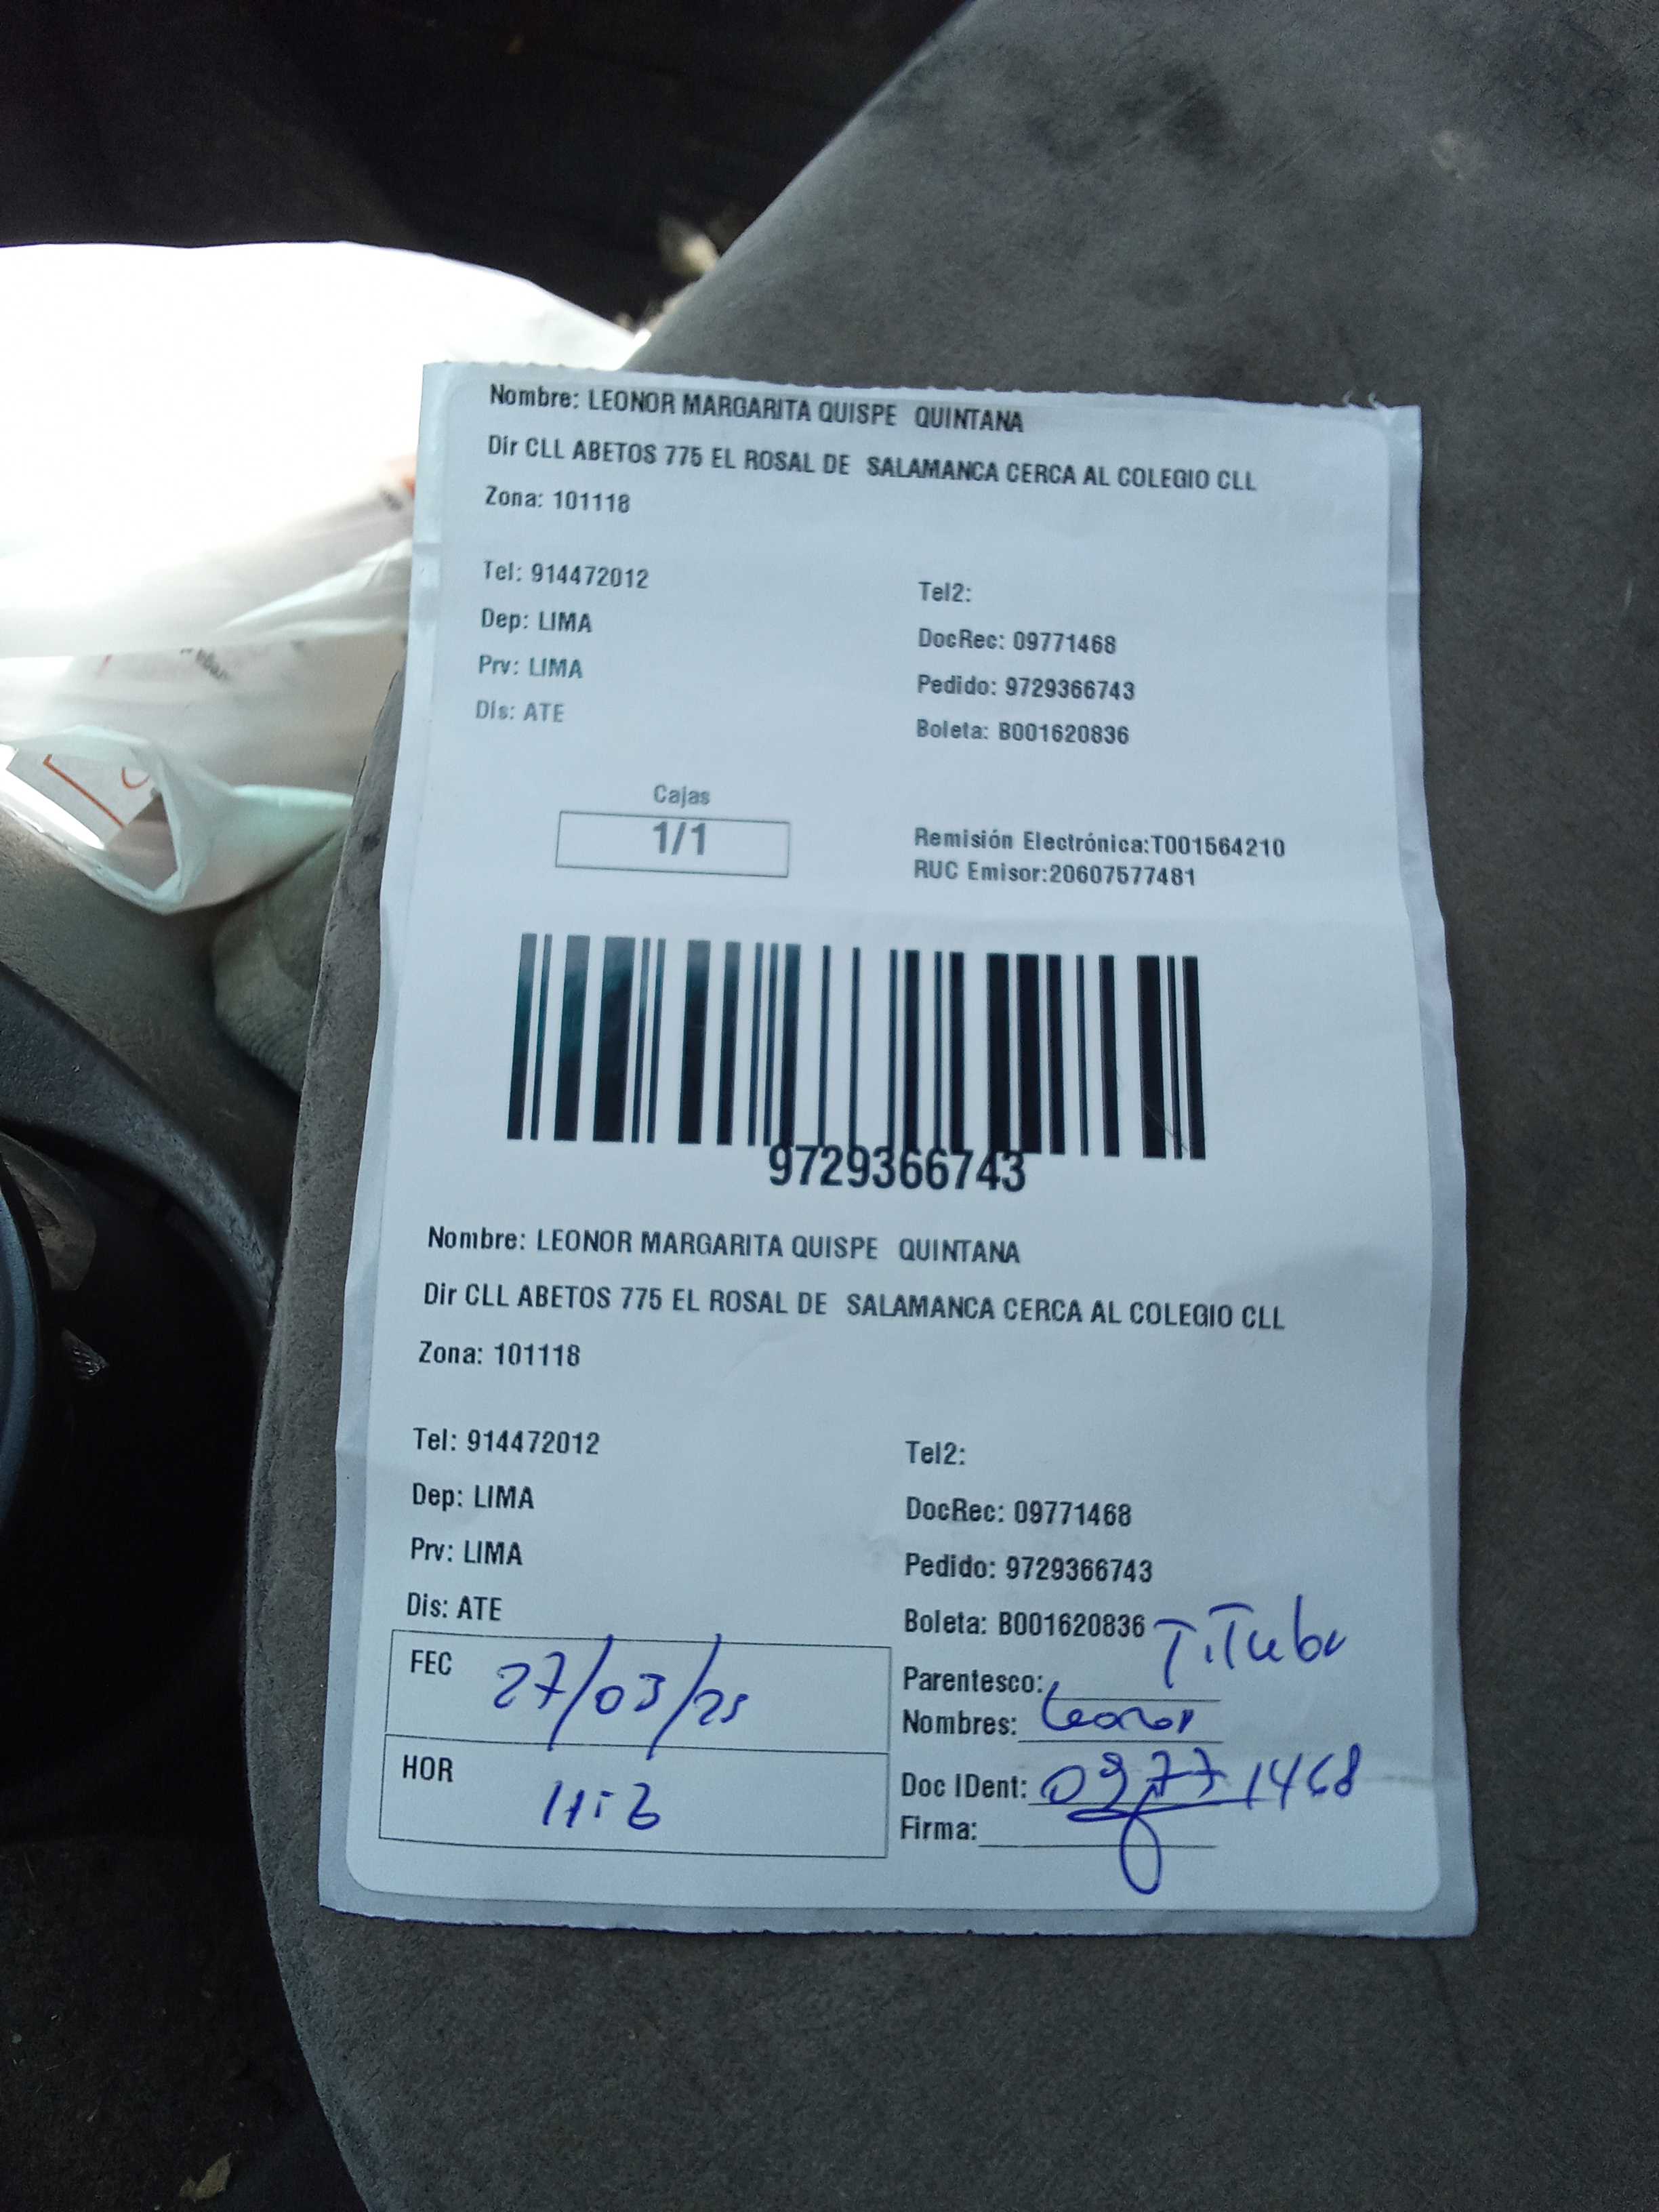 Nombre: LEONOR MARGARITA QUISPE QUINTANA
Dir CLL ABETOS 775 EL ROSAL DE SALAMANCA CERCA AL COLEGIO CLL
Zona: 101118
Tel: 914472012 Tel2:
Dep: LIMA DocRec: 09771468
Prv: LIMA Pedido: 9729366743
Dis: ATE Boleta: B001620836
Cajas
1/1 Remisión Electrónica:T001564210
RUC Emisor:20607577481
9729366743
Nombre: LEONOR MARGARITA QUISPE QUINTANA
Dir CLL ABETOS 775 EL ROSAL DE SALAMANCA CERCA AL COLEGIO CLL
Zona: 101118
Tel: 914472012 Tel2:
Dep: LIMA DocRec: 09771468
Prv: LIMA Pedido: 9729366743
Dis: ATE Boleta: B001620836
FEC 27/03/25 Parentesco:
Nombres: Leonor
HOR Doc IDent: 09771468
Firma: